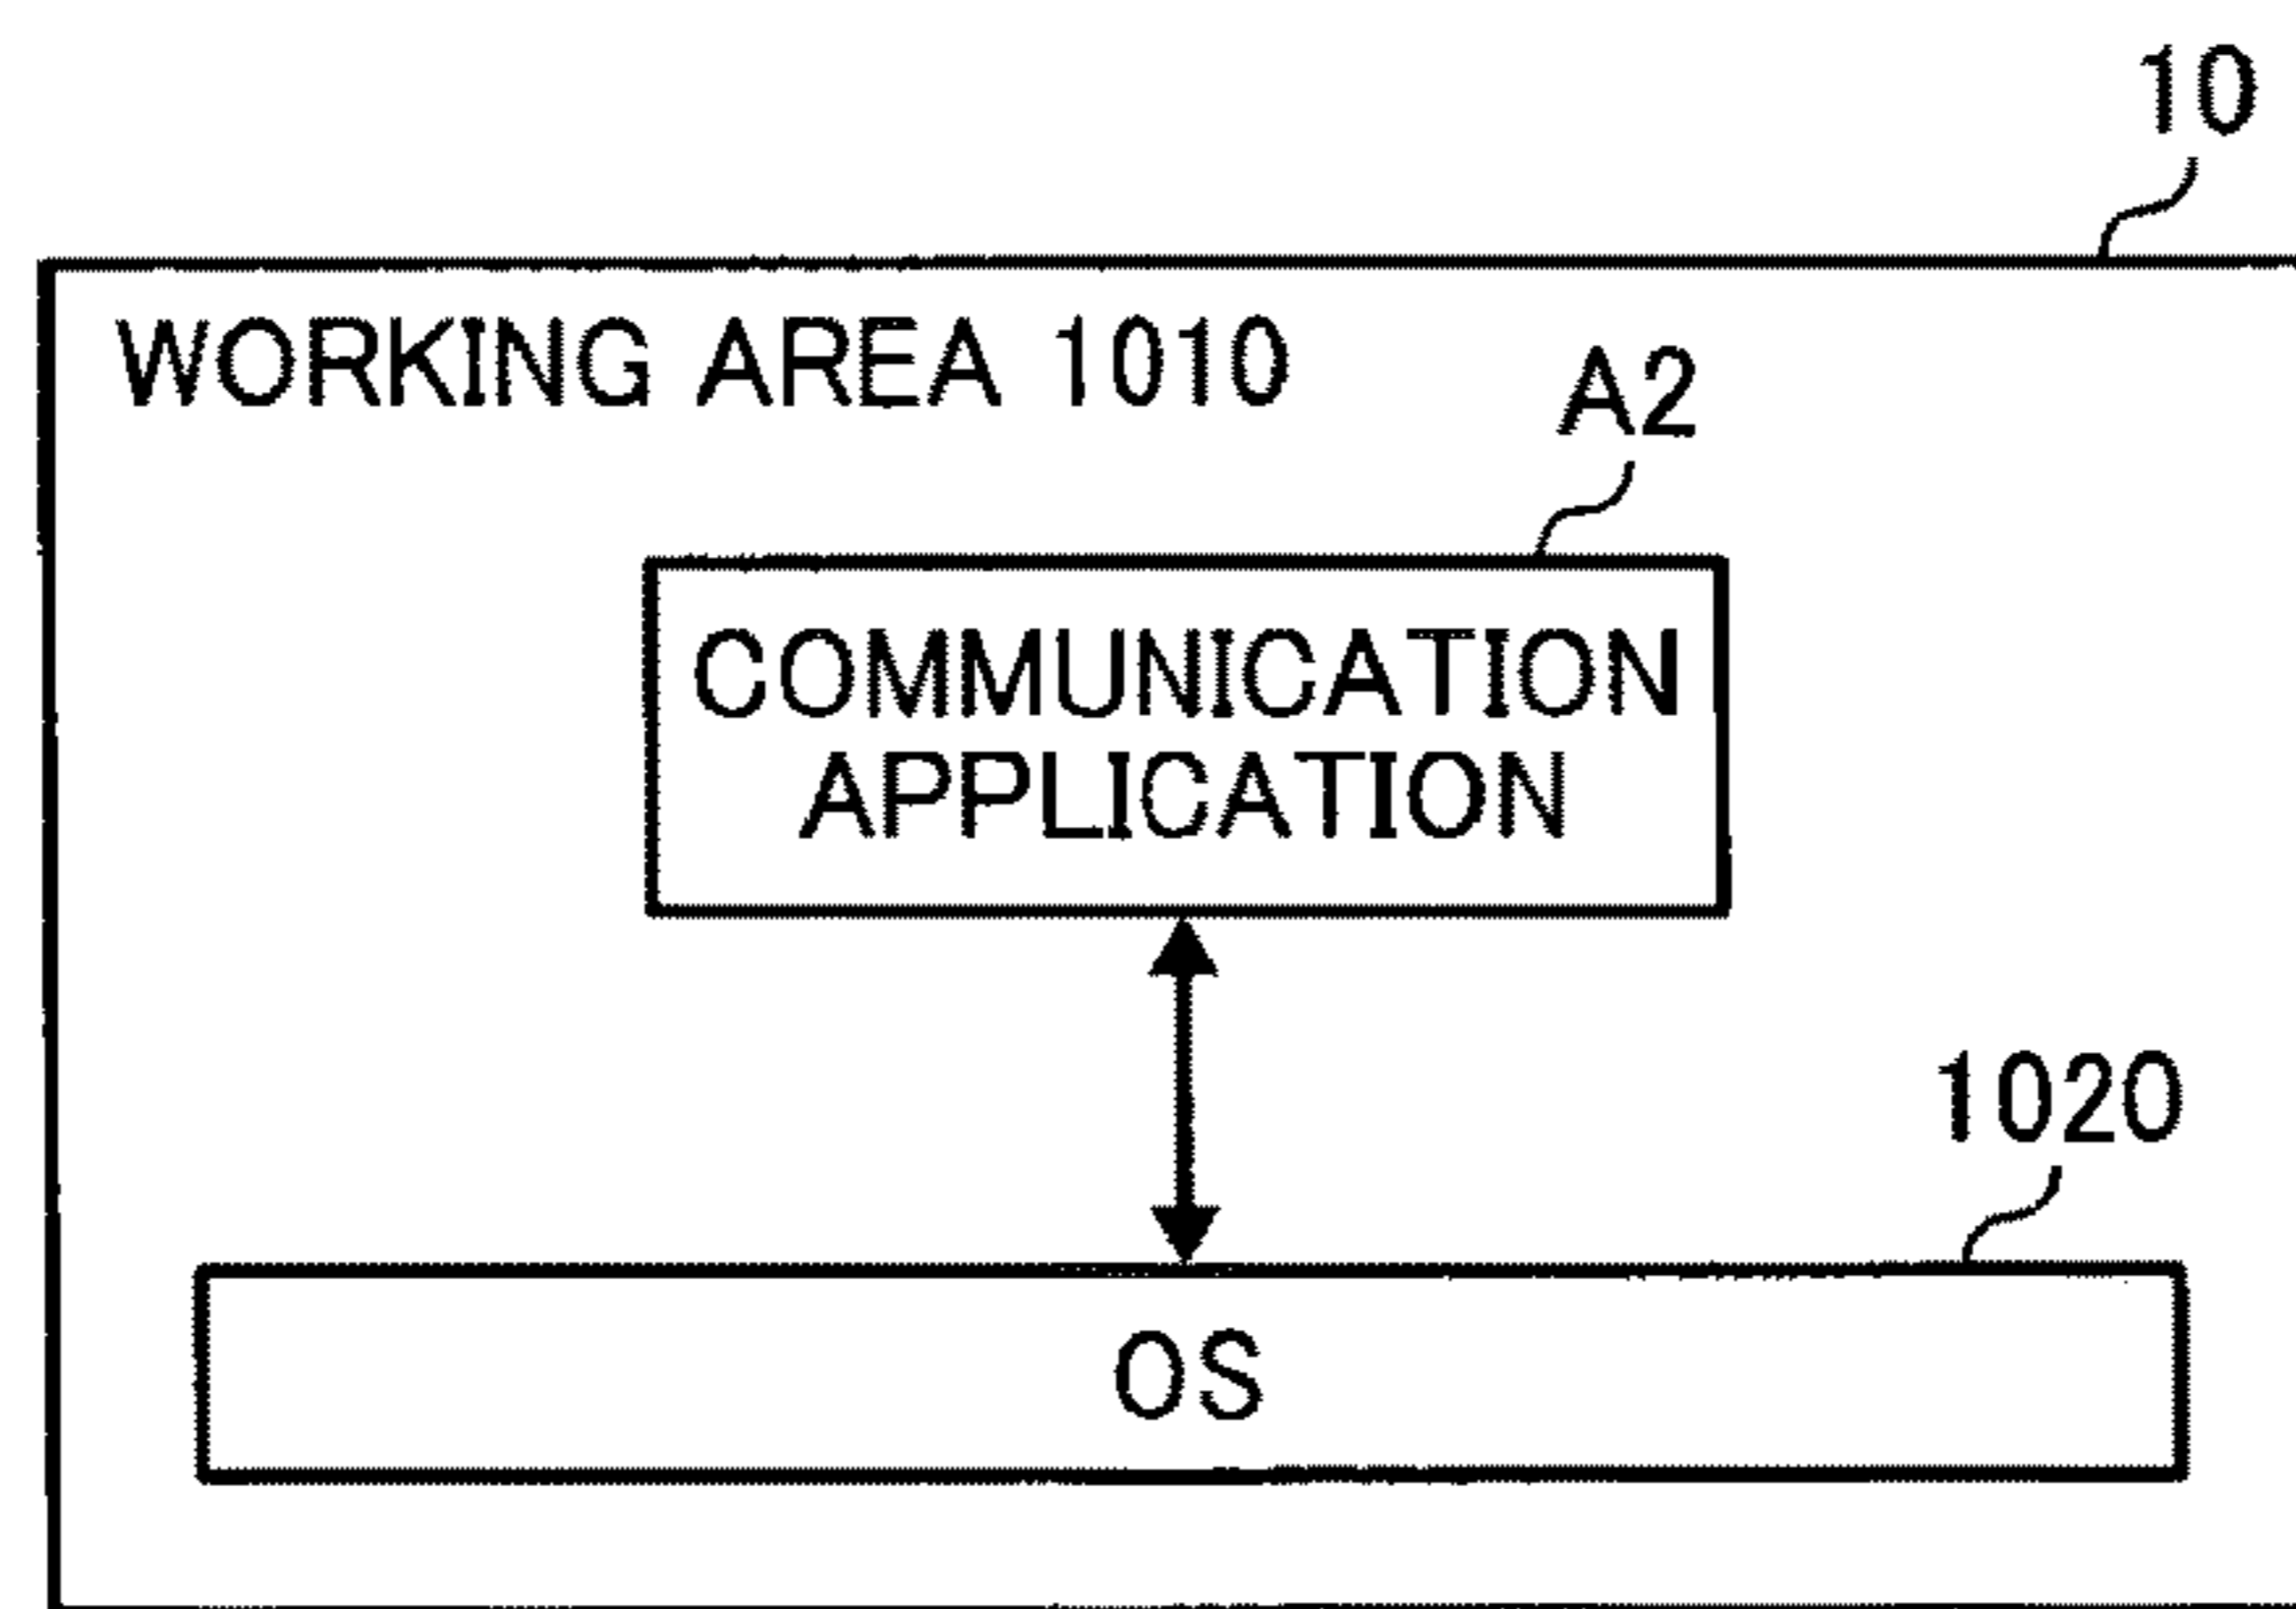 10
WORKING AREA 1010
A2
COMMUNICATION
APPLICATION
1020
OS